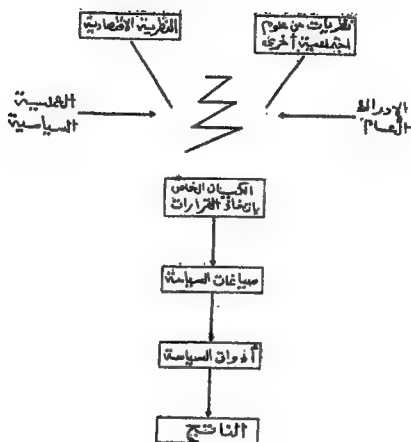 نظريات من علوم
اجتماعية أخرى
النظرية الاقتصادية
الإدراك
العام
العملية
السياسية
الكيان الخاص
باتخاذ القرارات
صياغات السياسة
أدوات السياسة
الناتج